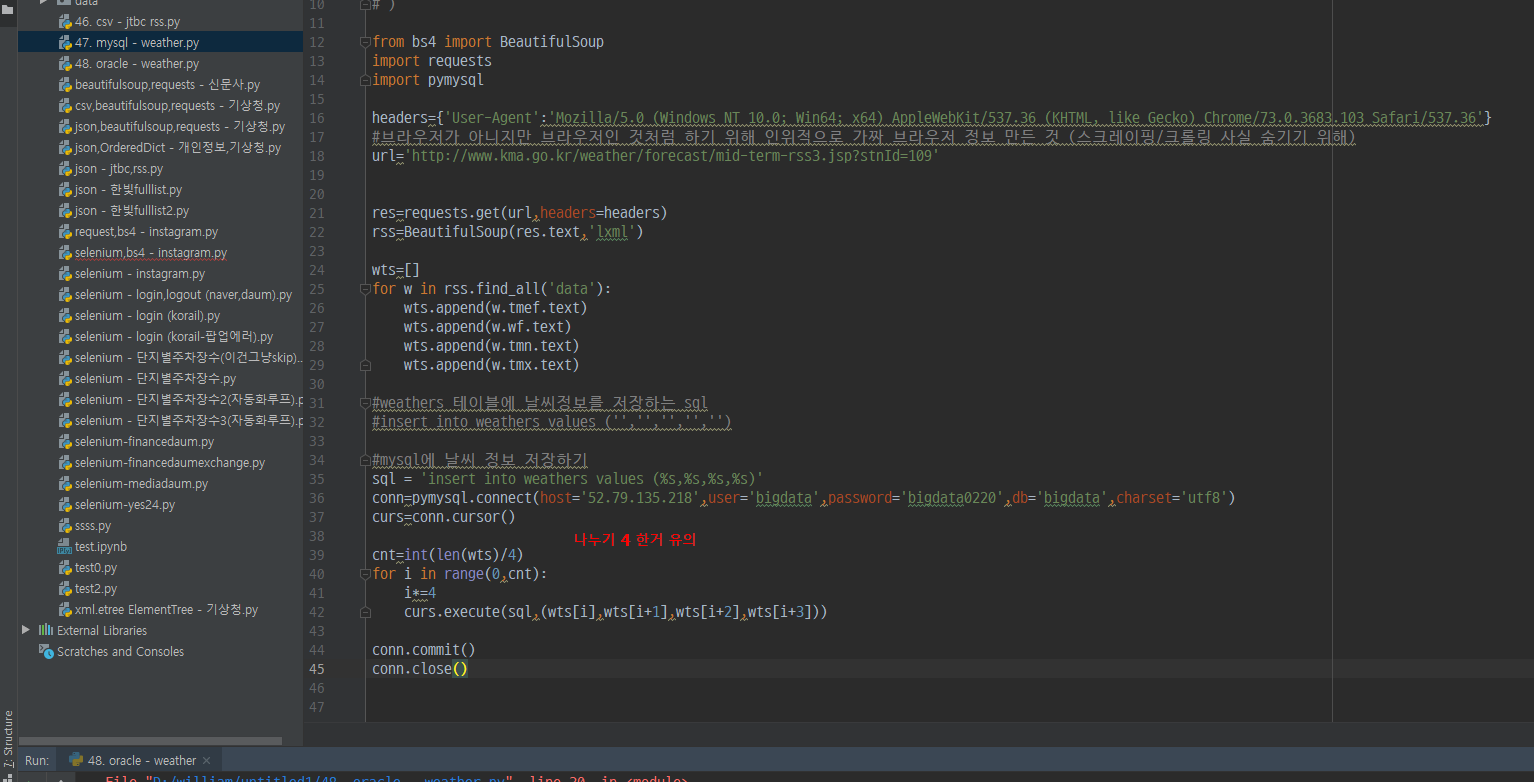 data
46. csv - jtbc rss.py
47. mysql - weather.py
48. oracle - weather.py
beautifulsoup,requests - 신문사.py
csv,beautifulsoup,requests - 기상청.py
json,beautifulsoup,requests - 기상청.py
json,OrderedDict - 개인정보,기상청.py
json - jtbc,rss.py
json - 한빛fulllist.py
json - 한빛fulllist2.py
request,bs4 - instagram.py
selenium,bs4 - instagram.py
selenium - instagram.py
selenium - login,logout (naver,daum).py
selenium - login (korail).py
selenium - login (korail-팝업에러).py
selenium - 단지별주차장수(이건그냥skip)..
selenium - 단지별주차장수.py
selenium - 단지별주차장수2(자동화루프).p
selenium - 단지별주차장수3(자동화루프).p
selenium-financedaum.py
selenium-financedaumexchange.py
selenium-mediadaum.py
selenium-yes24.py
ssss.py
test.ipynb
test0.py
test2.py
xml.etree ElementTree - 기상청.py
External Libraries
Scratches and Consoles
10 # )
11
12 from bs4 import BeautifulSoup
13 import requests
14 import pymysql
15
16 headers={'User-Agent':'Mozilla/5.0 (Windows NT 10.0; Win64; x64) AppleWebKit/537.36 (KHTML, like Gecko) Chrome/73.0.3683.103 Safari/537.36'}
17 #브라우저가 아니지만 브라우저인 것처럼 하기 위해 인위적으로 가짜 브라우저 정보 만든 것 (스크레이핑/크롤링 사실 숨기기 위해)
18 url='http://www.kma.go.kr/weather/forecast/mid-term-rss3.jsp?stnId=109'
19
20
21 res=requests.get(url,headers=headers)
22 rss=BeautifulSoup(res.text,'lxml')
23
24 wts=[]
25 for w in rss.find_all('data'):
26     wts.append(w.tmef.text)
27     wts.append(w.wf.text)
28     wts.append(w.tmn.text)
29     wts.append(w.tmx.text)
30
31 #weathers 테이블에 날씨정보를 저장하는 sql
32 #insert into weathers values ('','','','','')
33
34 #mysql에 날씨 정보 저장하기
35 sql = 'insert into weathers values (%s,%s,%s,%s)'
36 conn=pymysql.connect(host='52.79.135.218',user='bigdata',password='bigdata0220',db='bigdata',charset='utf8')
37 curs=conn.cursor()
38 나누기 4 한거 유의
39 cnt=int(len(wts)/4)
40 for i in range(0,cnt):
41     i*=4
42     curs.execute(sql,(wts[i],wts[i+1],wts[i+2],wts[i+3]))
43
44 conn.commit()
45 conn.close()
46
47
7: Structure
Run: 48. oracle - weather
File "D:/william/untitled1/48. oracle - weather.py", line 20, in <module>